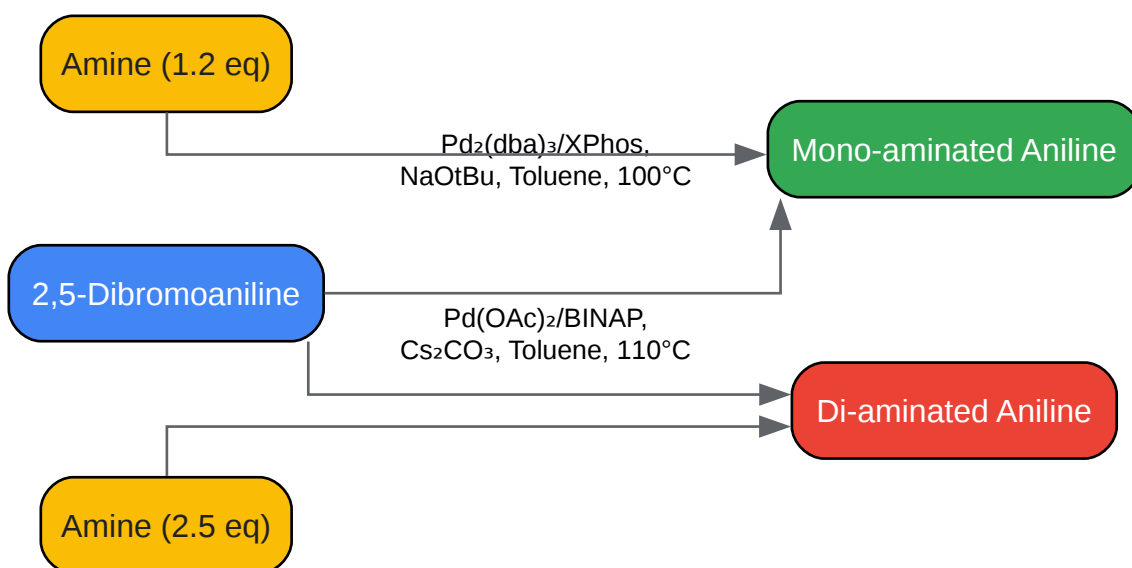 Amine (1.2 eq)
Pd₂(dba)₃/XPhos,
NaOtBu, Toluene, 100°C
Mono-aminated Aniline
2,5-Dibromoaniline
Pd(OAc)₂/BINAP,
Cs₂CO₃, Toluene, 110°C
Di-aminated Aniline
Amine (2.5 eq)